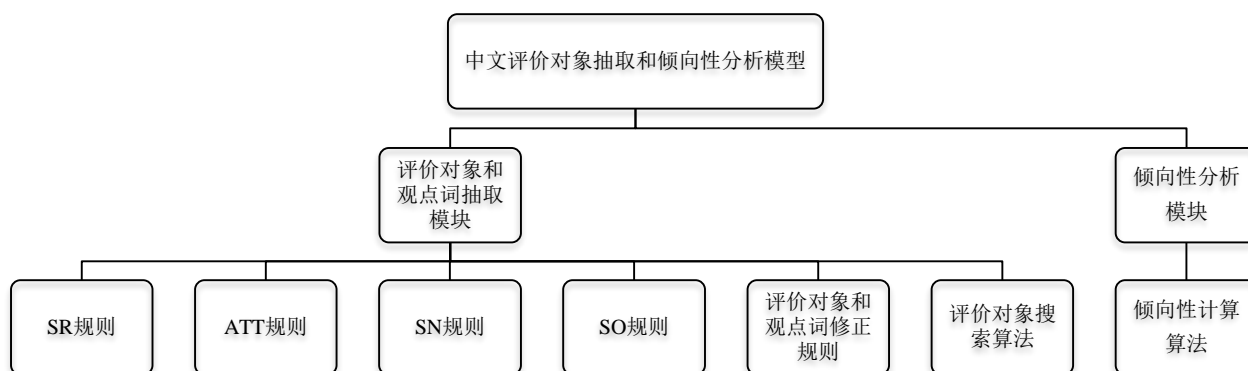 中文评价对象抽取和倾向性分析模型
评价对象和
观点词抽取
模块
倾向性分析
模块
SR规则
ATT规则
SN规则
SO规则
评价对象和
观点词修正
规则
评价对象搜
索算法
倾向性计算
算法